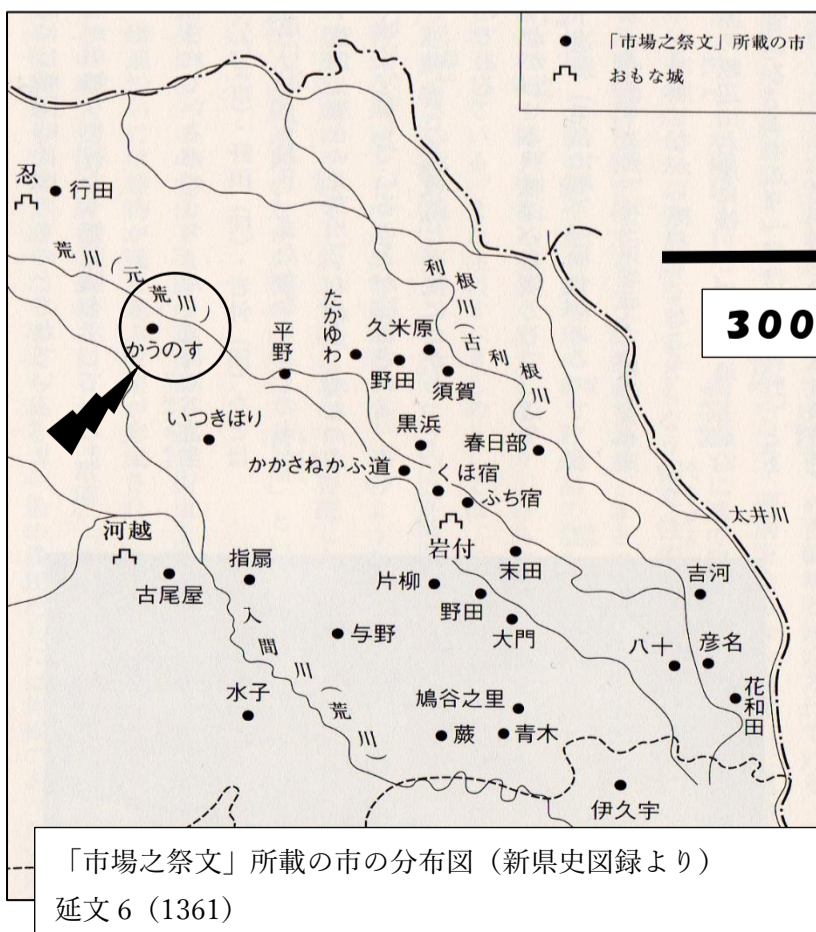 「市場之祭文」所載の市
おもな城
忍
行田
荒川（元荒川）
かうのす
平野
たかゆわ
久米原
野田
須賀
利根川（古利根川）
いつきほり
黒浜
春日部
かかさねかふ道
くほ宿
ふち宿
太井川
300
河越
岩付
古尾屋
指扇
末田
片柳
吉河
野田
大門
入間川（荒川）
与野
八十
彦名
花和田
水子
鳩谷之里
蕨
青木
伊久宇
「市場之祭文」所載の市の分布図（新県史図録より）
延文 6（1361）